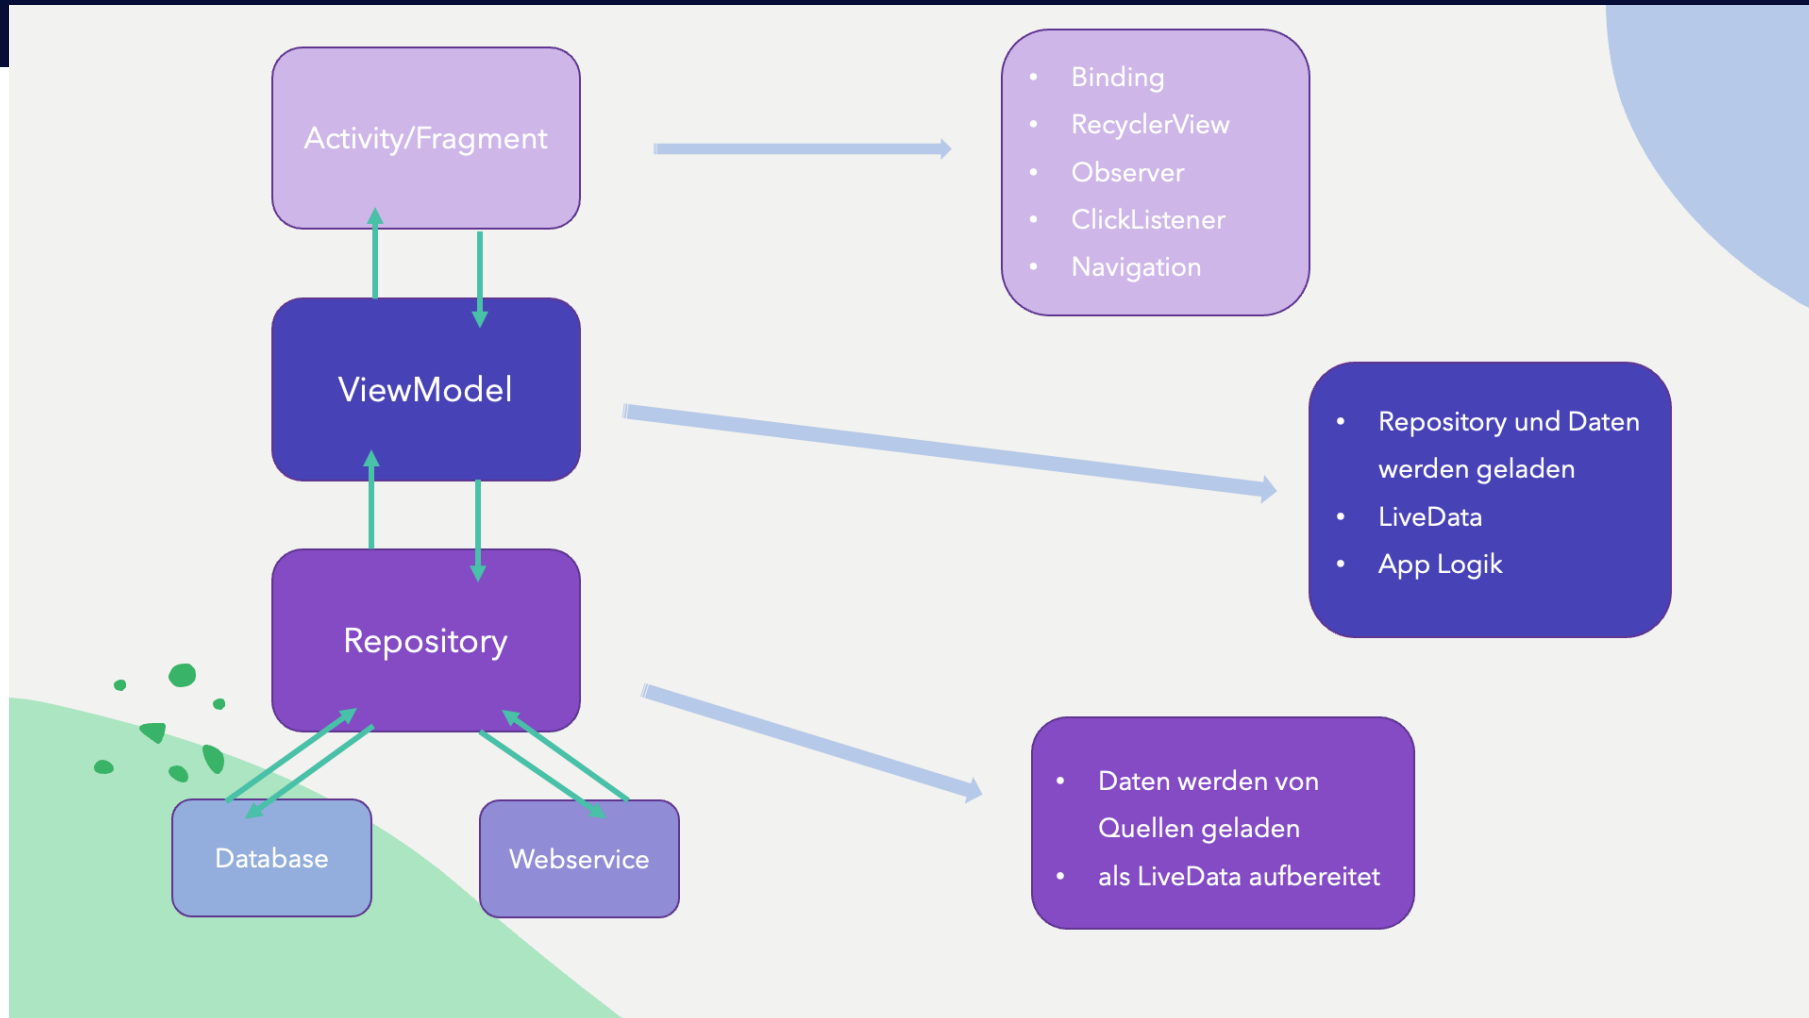 Activity/Fragment
• Binding
• RecyclerView
• Observer
• ClickListener
• Navigation
ViewModel
• Repository und Daten
werden geladen
• LiveData
• App Logik
Repository
• Daten werden von
Quellen geladen
• als LiveData aufbereitet
Database
Webservice